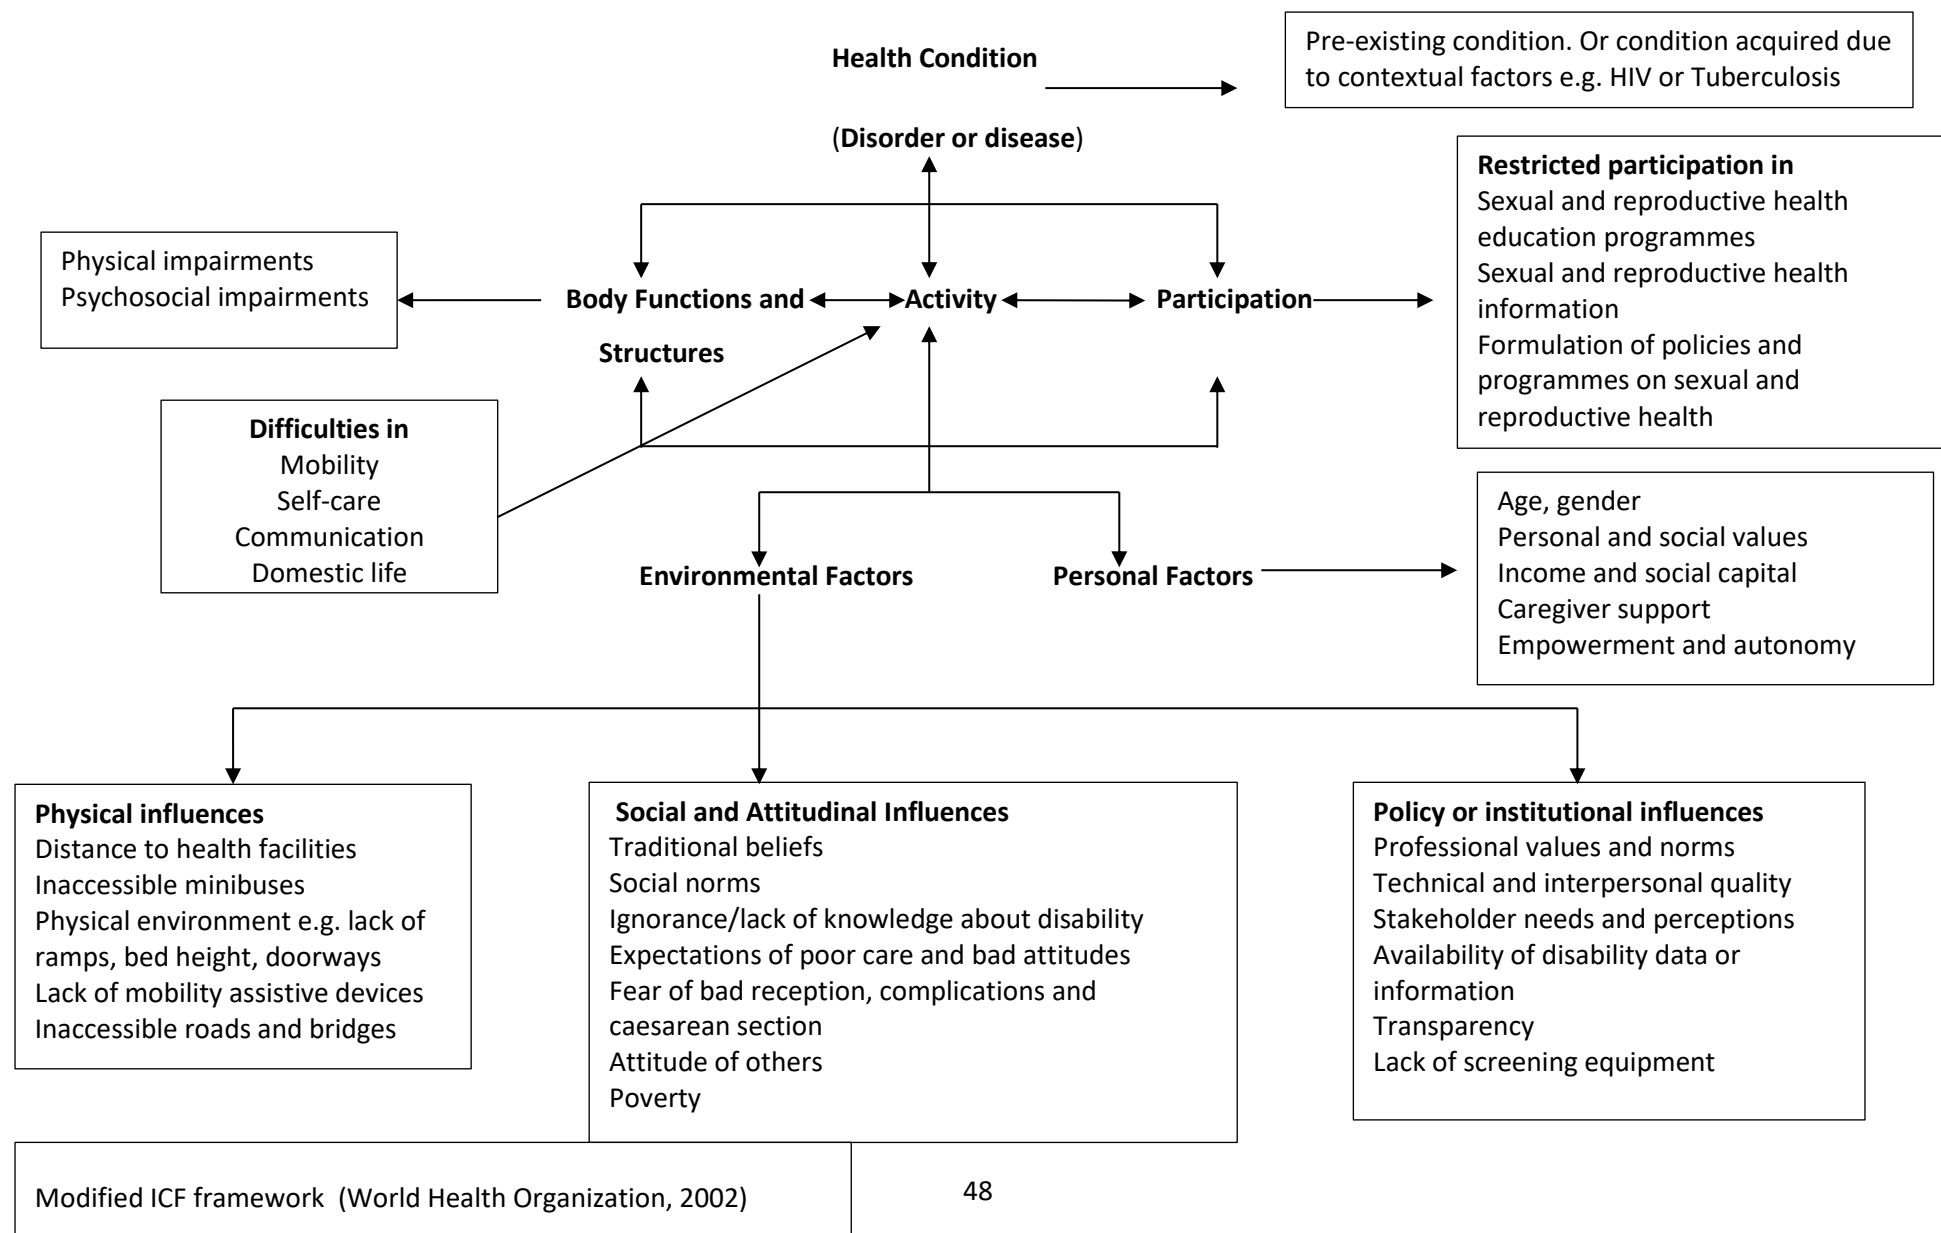 Health Condition
(Disorder or disease)
Pre-existing condition. Or condition acquired due
to contextual factors e.g. HIV or Tuberculosis
Restricted participation in
Sexual and reproductive health
education programmes
Sexual and reproductive health
information
Formulation of policies and
programmes on sexual and
reproductive health
Physical impairments
Psychosocial impairments
Body Functions and
Structures
Activity
Participation
Difficulties in
Mobility
Self-care
Communication
Domestic life
Environmental Factors
Personal Factors
Age, gender
Personal and social values
Income and social capital
Caregiver support
Empowerment and autonomy
Physical influences
Distance to health facilities
Inaccessible minibuses
Physical environment e.g. lack of
ramps, bed height, doorways
Lack of mobility assistive devices
Inaccessible roads and bridges
Social and Attitudinal Influences
Traditional beliefs
Social norms
Ignorance/lack of knowledge about disability
Expectations of poor care and bad attitudes
Fear of bad reception, complications and
caesarean section
Attitude of others
Poverty
Policy or institutional influences
Professional values and norms
Technical and interpersonal quality
Stakeholder needs and perceptions
Availability of disability data or
information
Transparency
Lack of screening equipment
Modified ICF framework  (World Health Organization, 2002)
48